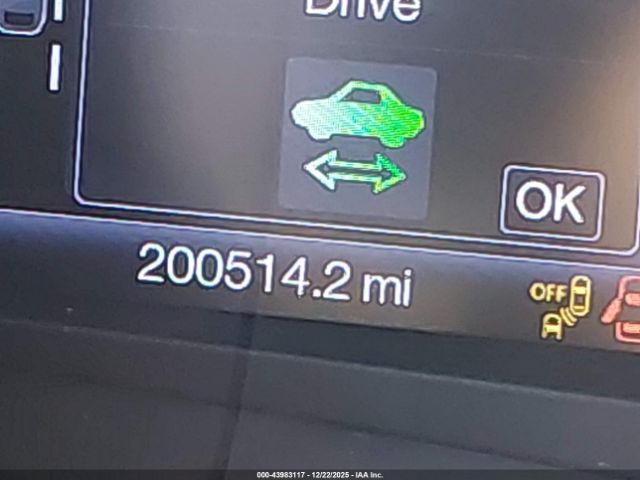 Drive
OK
200514.2 mi
OFF
000-43983117 - 12/22/2025 - IAA Inc.